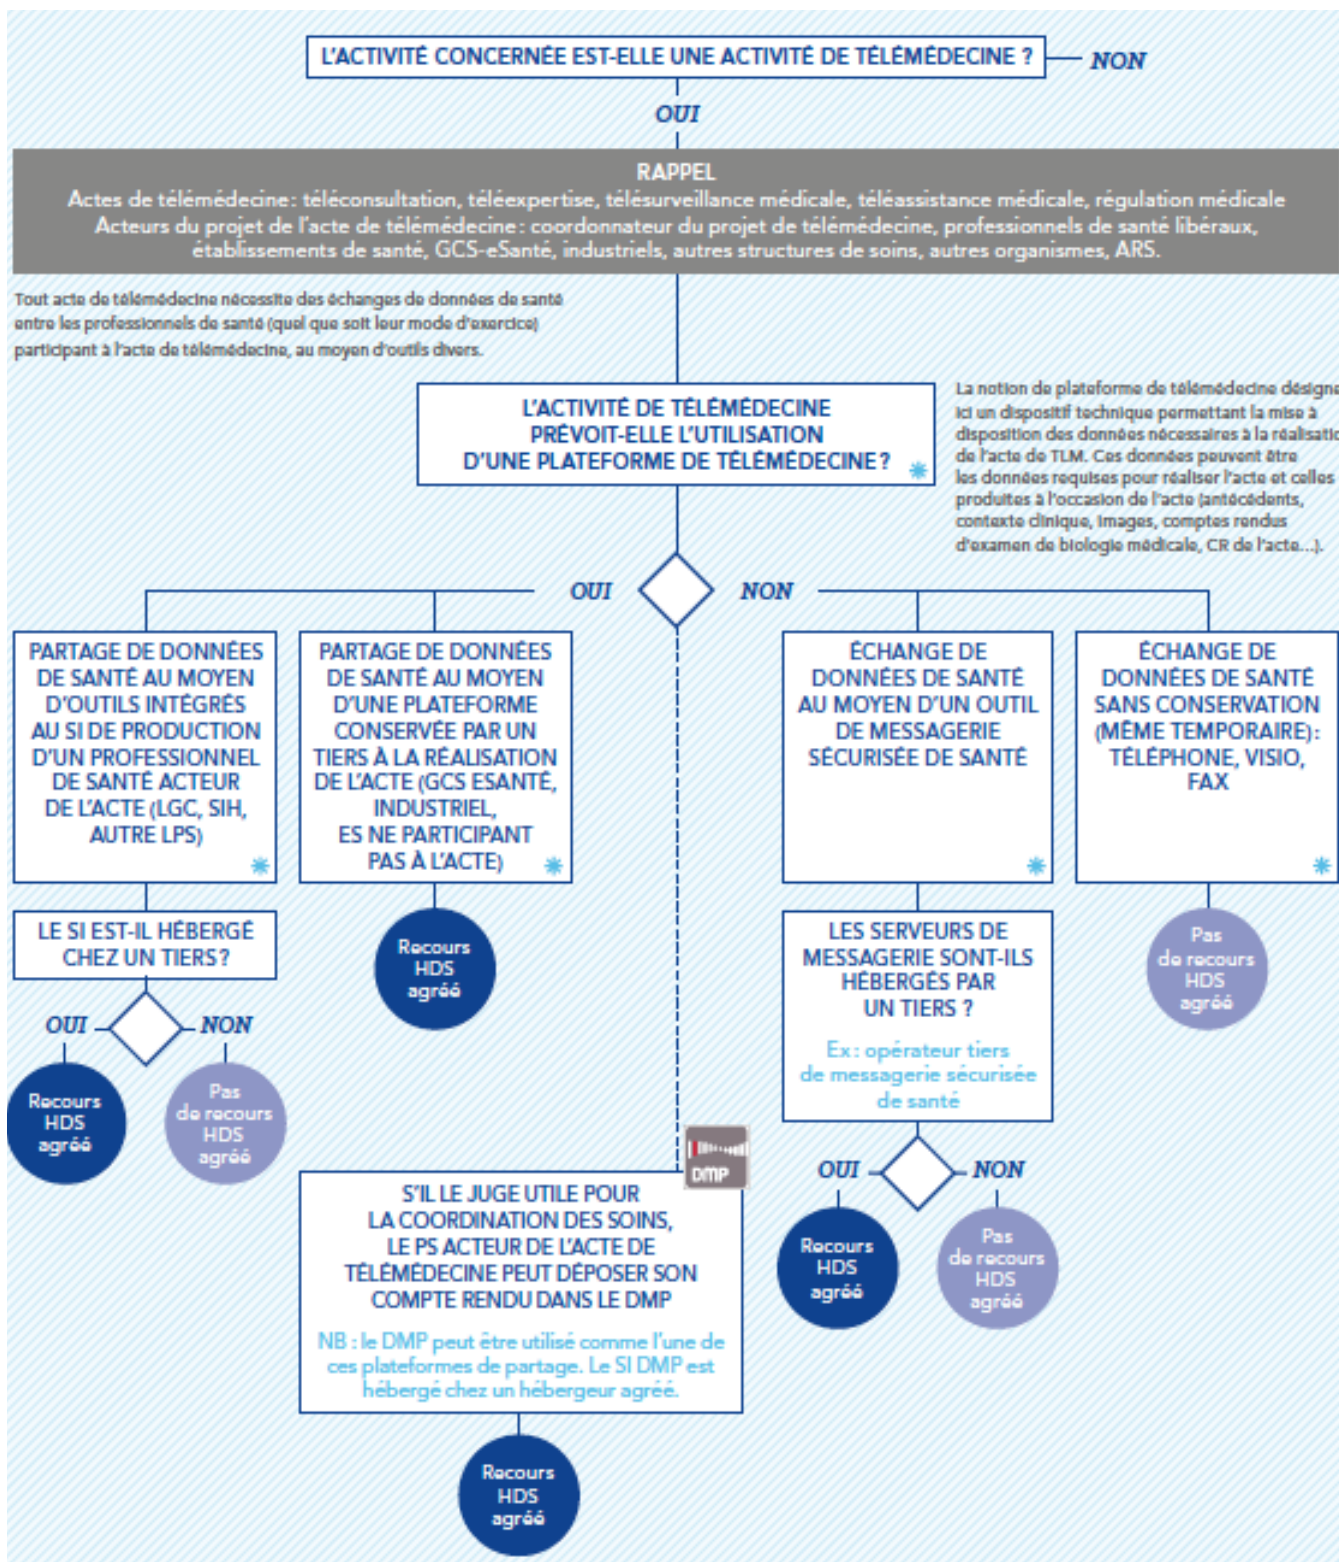 L'ACTIVITÉ CONCERNÉE EST-ELLE UNE ACTIVITÉ DE TÉLÉMÉDECINE ?
NON
OUI
RAPPEL
Actes de télémédecine : téléconsultation, téléexpertise, télésurveillance médicale, téléassistance médicale, régulation médicale
Acteurs du projet de l'acte de télémédecine : coordonnateur du projet de télémédecine, professionnels de santé libéraux,
établissements de santé, GCS-eSanté, industriels, autres structures de soins, autres organismes, ARS.
Tout acte de télémédecine nécessite des échanges de données de santé
entre les professionnels de santé (quel que soit leur mode d'exercice)
participant à l'acte de télémédecine, au moyen d'outils divers.
L'ACTIVITÉ DE TÉLÉMÉDECINE
PRÉVOIT-ELLE L'UTILISATION
D'UNE PLATEFORME DE TÉLÉMÉDECINE ?
La notion de plateforme de télémédecine désigne
ici un dispositif technique permettant la mise à
disposition des données nécessaires à la réalisatio
de l'acte de TLM. Ces données peuvent être
les données requises pour réaliser l'acte et celles
produites à l'occasion de l'acte (antécédents,
contexte clinique, images, comptes rendus
d'examen de biologie médicale, CR de l'acte...).
OUI
NON
PARTAGE DE DONNÉES
DE SANTÉ AU MOYEN
D'OUTILS INTÉGRÉS
AU SI DE PRODUCTION
D'UN PROFESSIONNEL
DE SANTÉ ACTEUR
DE L'ACTE (LGC, SIH,
AUTRE LPS)
PARTAGE DE DONNÉES
DE SANTÉ AU MOYEN
D'UNE PLATEFORME
CONSERVÉE PAR UN
TIERS À LA RÉALISATION
DE L'ACTE (GCS ESANTÉ,
INDUSTRIEL,
ES NE PARTICIPANT
PAS À L'ACTE)
ÉCHANGE DE
DONNÉES DE SANTÉ
AU MOYEN D'UN OUTIL
DE MESSAGERIE
SÉCURISÉE DE SANTÉ
ÉCHANGE DE
DONNÉES DE SANTÉ
SANS CONSERVATION
(MÊME TEMPORAIRE) :
TÉLÉPHONE, VISIO,
FAX
LE SI EST-IL HÉBERGÉ
CHEZ UN TIERS ?
OUI
NON
Recours
HDS
agréé
Pas
de recours
HDS
agréé
Recours
HDS
agréé
LES SERVEURS DE
MESSAGERIE SONT-ILS
HÉBERGÉS PAR
UN TIERS ?
Ex : opérateur tiers
de messagerie sécurisée
de santé
Pas
de recours
HDS
agréé
OUI
NON
Recours
HDS
agréé
Pas
de recours
HDS
agréé
DMP
S'IL LE JUGE UTILE POUR
LA COORDINATION DES SOINS,
LE PS ACTEUR DE L'ACTE DE
TÉLÉMÉDECINE PEUT DÉPOSER SON
COMPTE RENDU DANS LE DMP
NB : le DMP peut être utilisé comme l'une de
ces plateformes de partage. Le SI DMP est
hébergé chez un hébergeur agréé.
Recours
HDS
agréé